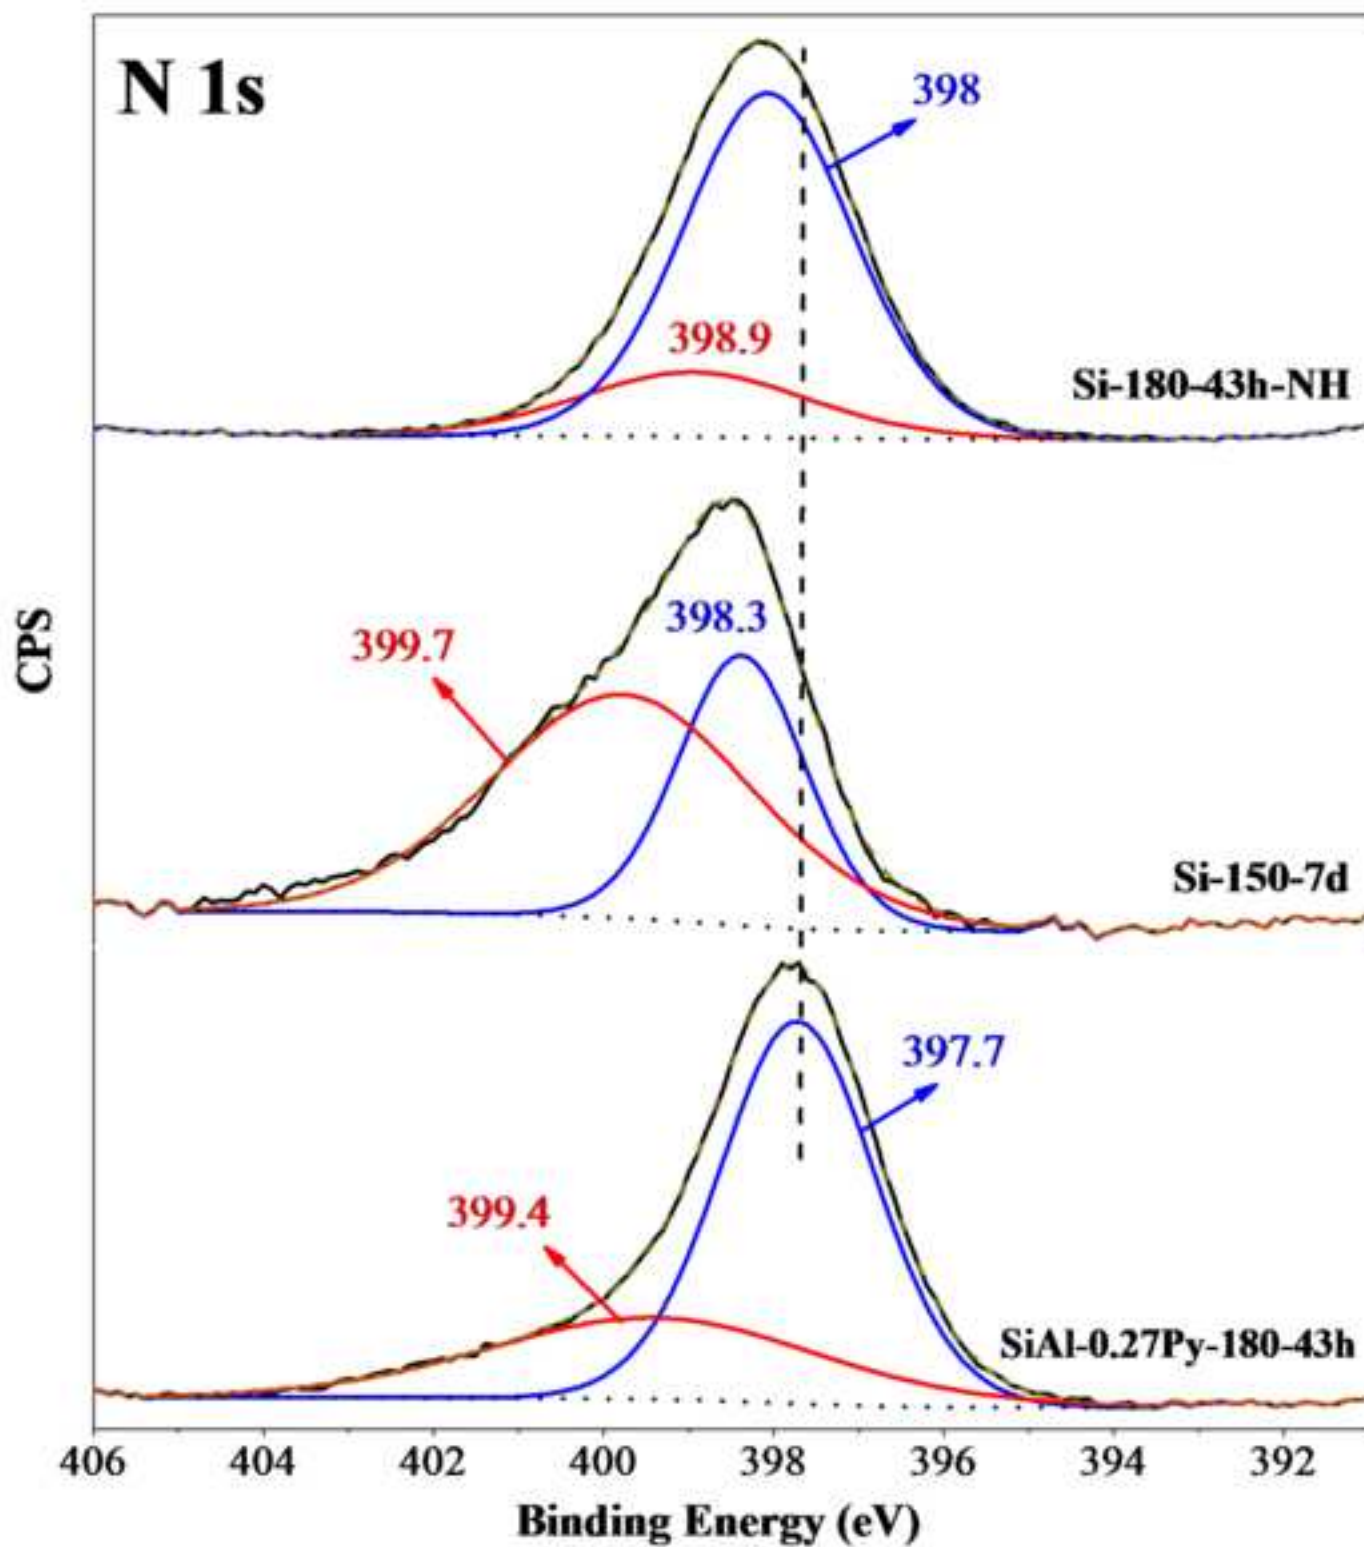 N 1s
398
398.9
Si-180-43h-NH
CPS
398.3
399.7
Si-150-7d
397.7
399.4
SiAl-0.27Py-180-43h
406 404 402 400 398 396 394 392
Binding Energy (eV)